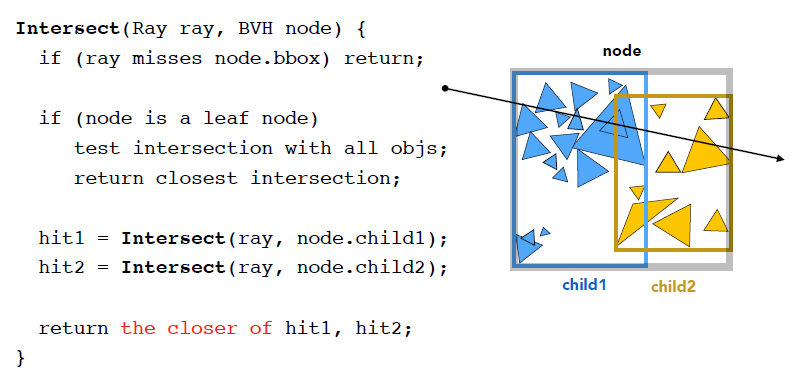 Intersect(Ray ray, BVH node) {
if (ray misses node.bbox) return;
if (node is a leaf node)
test intersection with all objs;
return closest intersection;
hit1 = Intersect(ray, node.child1);
hit2 = Intersect(ray, node.child2);
return the closer of hit1, hit2;
}
node
child1
child2